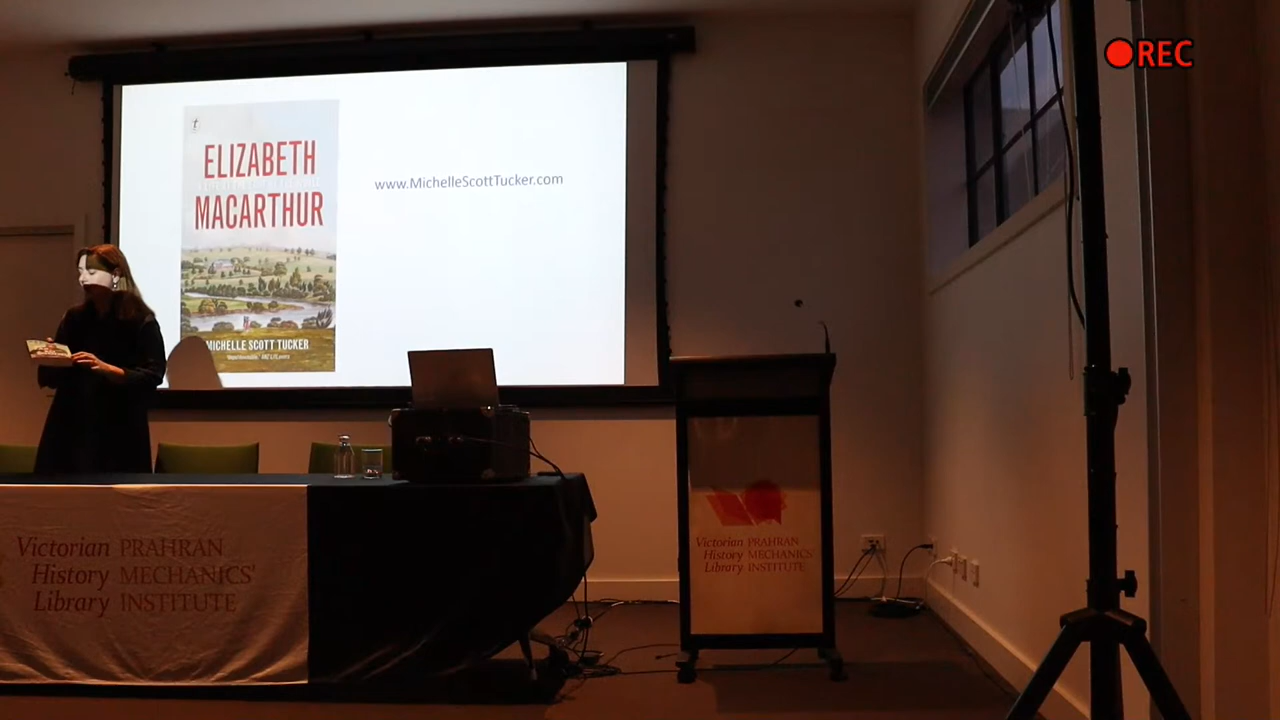 REC
ELIZABETH
MACARTHUR
MICHELLE SCOTT TUCKER
www.MichelleScottTucker.com
Victorian PRAHRAN
History MECHANICS'
Library INSTITUTE
Victorian PRAHRAN
History MECHANICS'
Library INSTITUTE